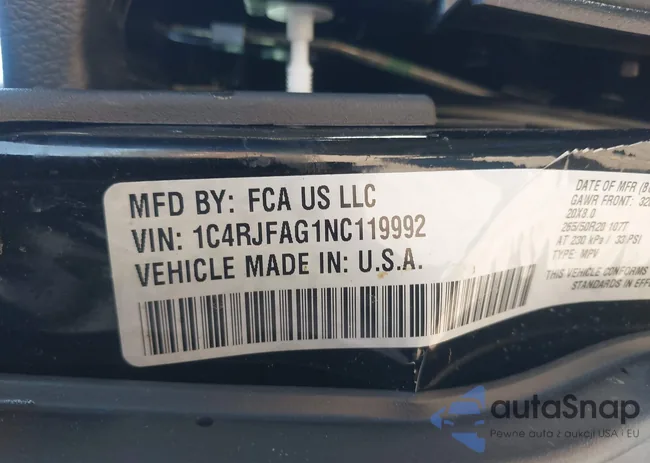 MFD BY: FCA US LLC
VIN: 1C4RJFAG1NC119992
VEHICLE MADE IN: U.S.A.
DATE OF MFR
GAWR FRONT:
20X8.0
265/50R20 107T
AT 230 kPa / 33 PSI
TYPE: MPV
THIS VEHICLE CONFORMS
STANDARDS IN
autaSnap
Pewne auta z aukcji USA i EU